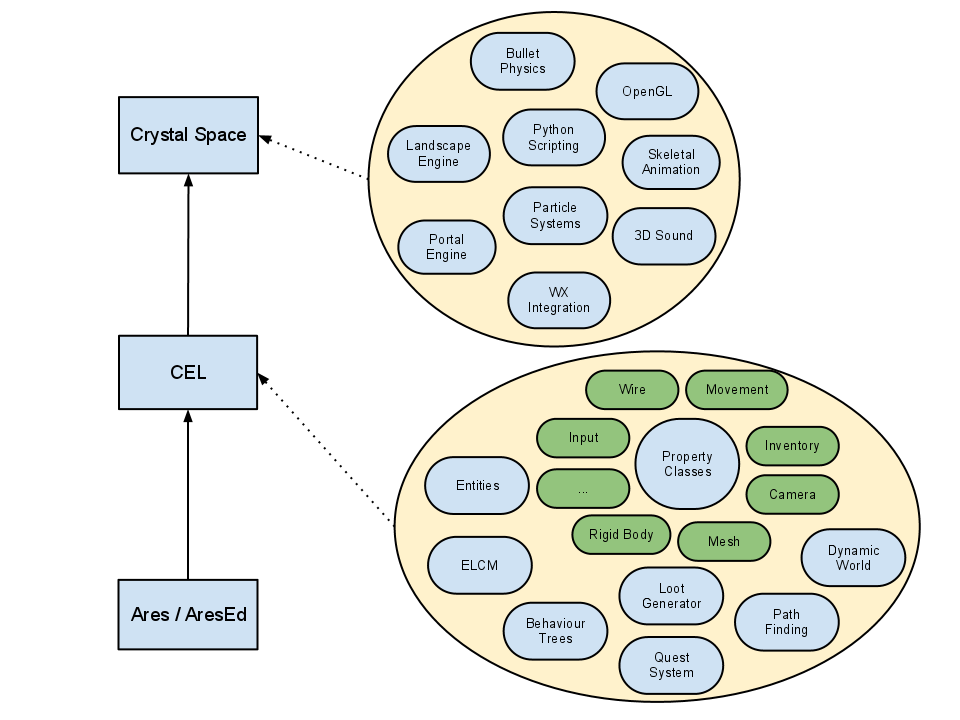 Bullet
Physics
OpenGL
Crystal Space
Landscape
Engine
Python
Scripting
Skeletal
Animation
Particle
Systems
Portal
Engine
3D Sound
WX
Integration
CEL
Wire
Movement
Input
Property
Classes
Inventory
Entities
...
Camera
Rigid Body
Mesh
ELCM
Dynamic
World
Loot
Generator
Behaviour
Trees
Path
Finding
Quest
System
Ares / AresEd